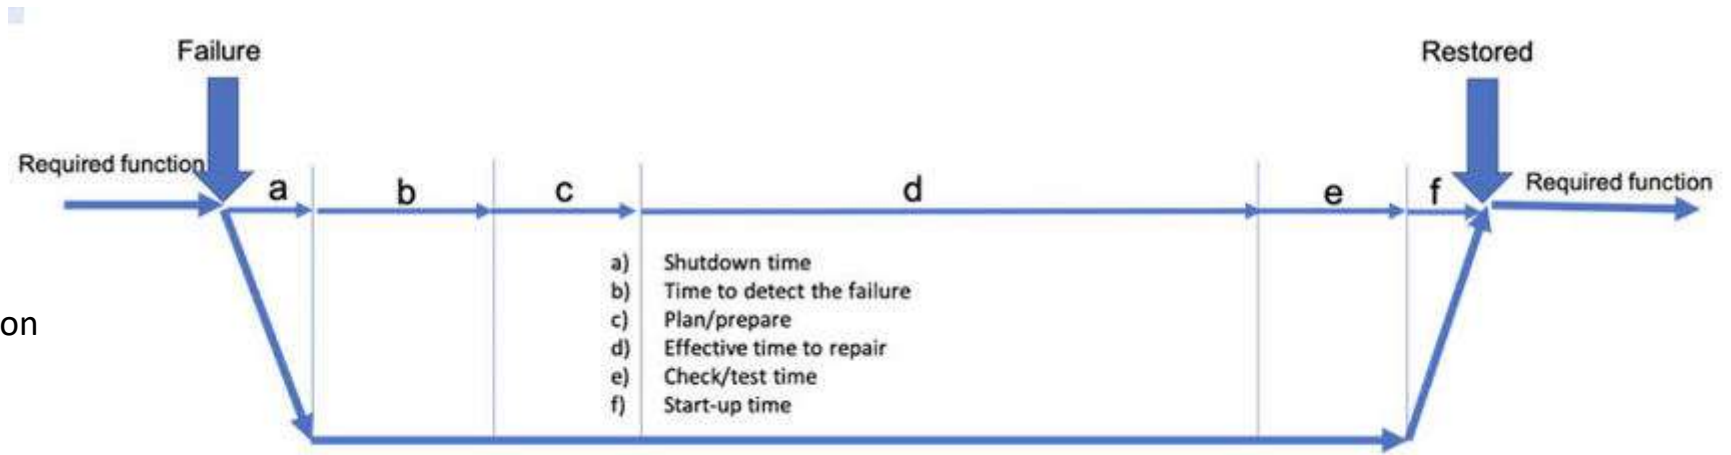 Failure
Restored
Required function
a
b
c
d
e
f
Required function
a) Shutdown time
b) Time to detect the failure
c) Plan/prepare
d) Effective time to repair
e) Check/test time
f) Start-up time
on